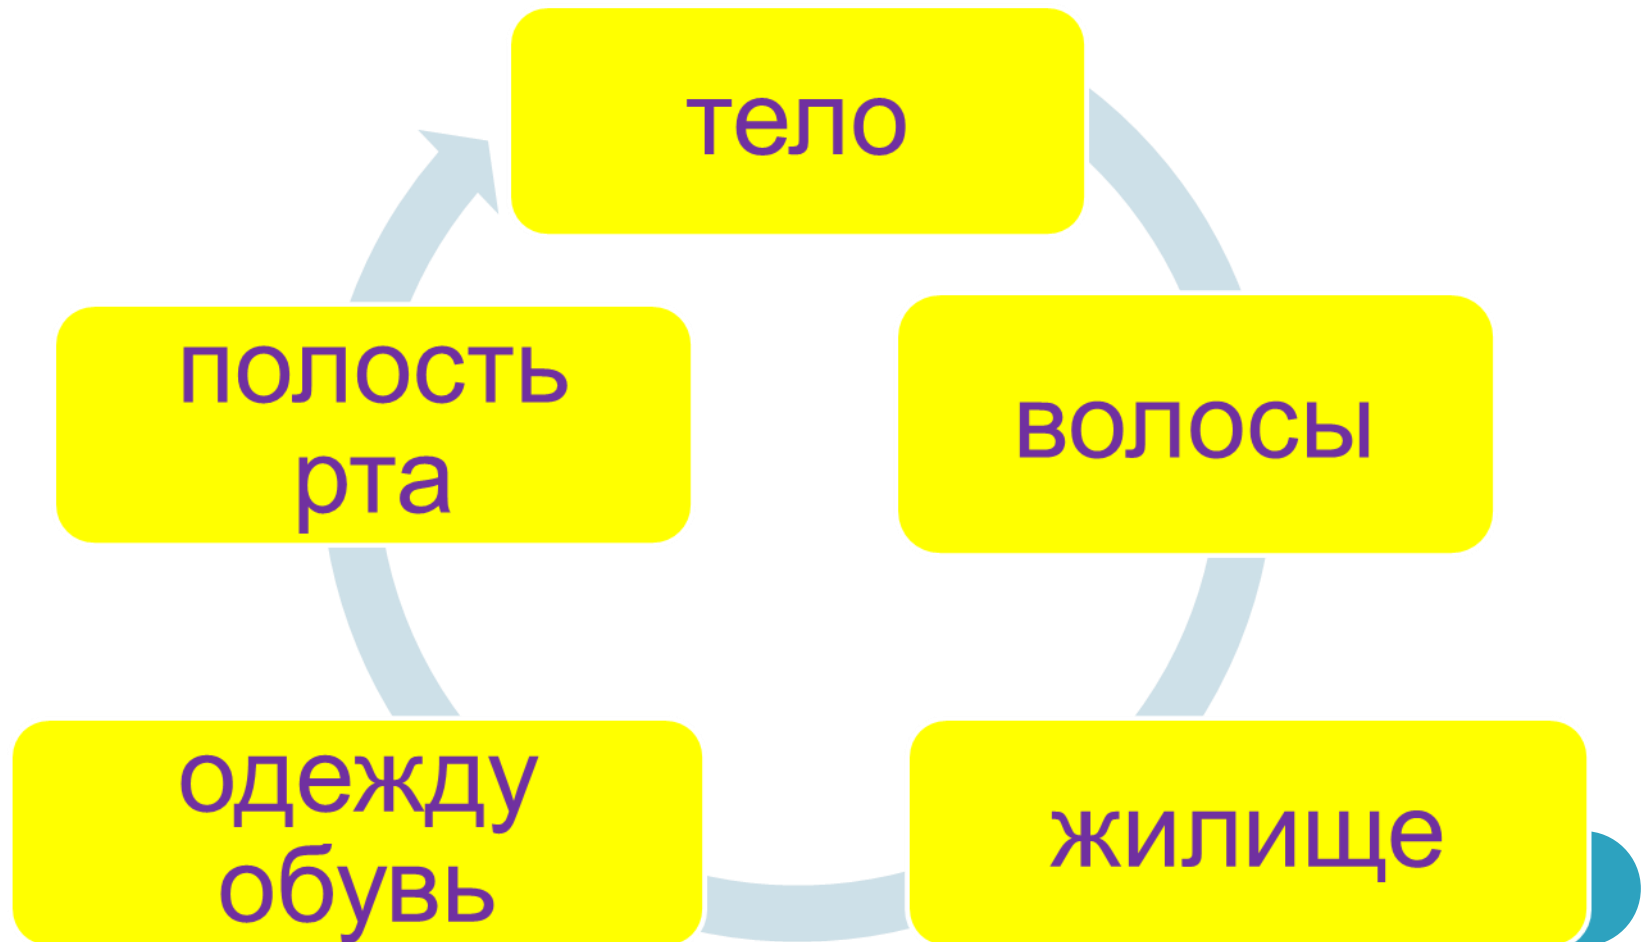 тело
волосы
жилище
одежду
обувь
полость
рта